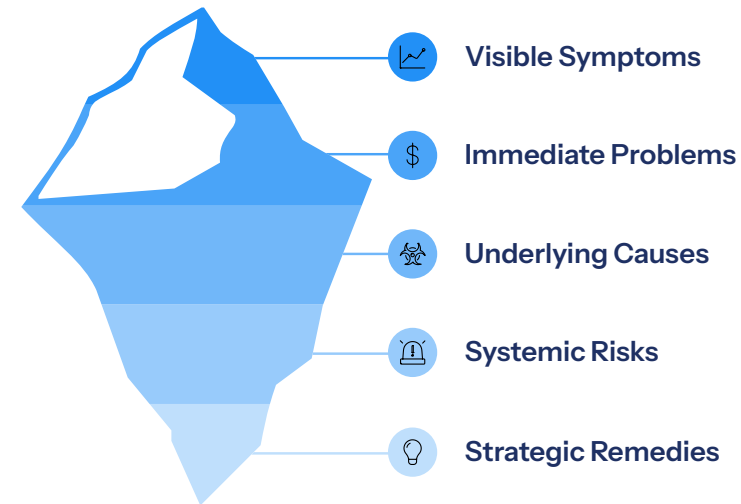 Visible Symptoms
Immediate Problems
Underlying Causes
Systemic Risks
Strategic Remedies